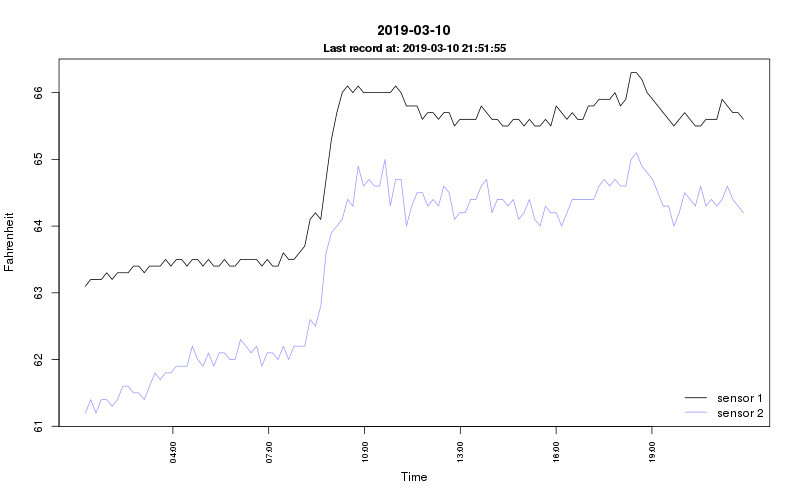 2019-03-10
Last record at: 2019-03-10 21:51:55
Fahrenheit
66
65
64
63
62
61
sensor 1
sensor 2
04:00
07:00
10:00
13:00
16:00
19:00
Time